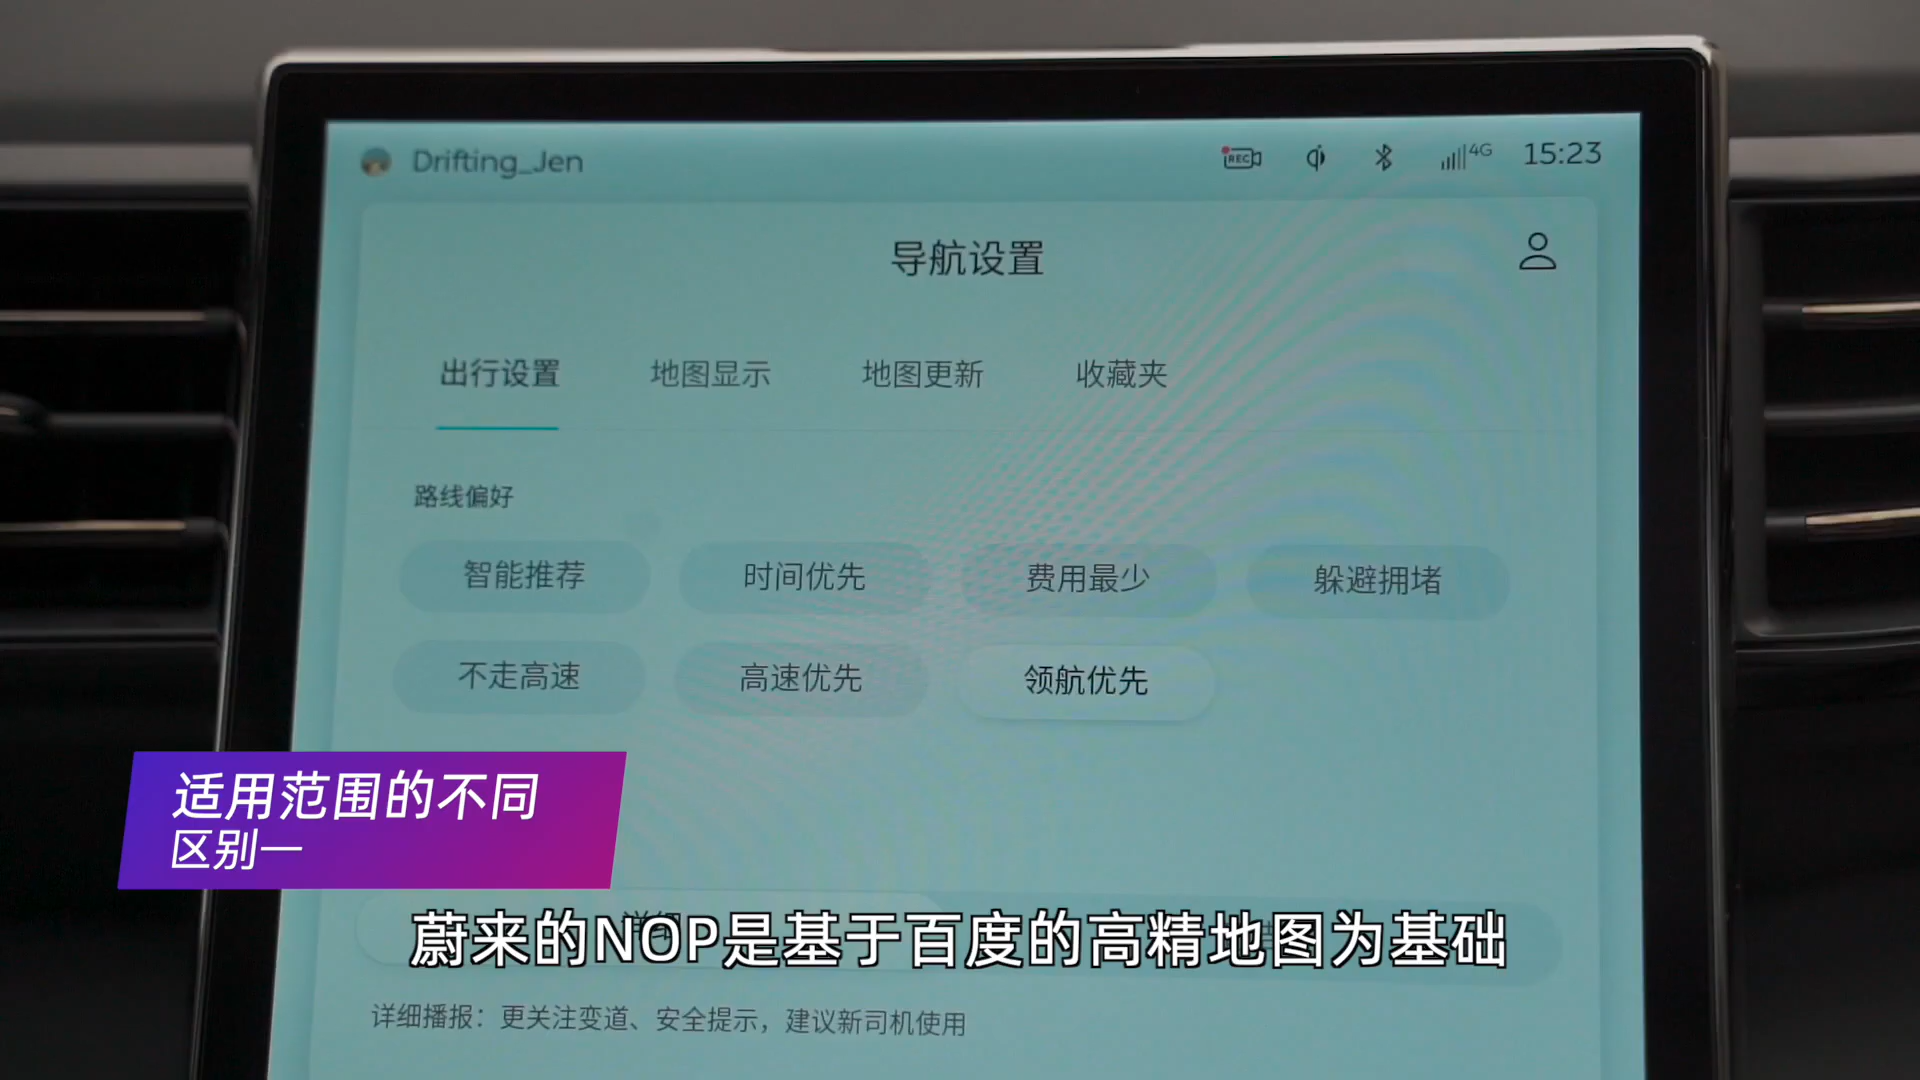 Drifting_Jen
REC
4G
15:23
导航设置
出行设置 地图显示 地图更新 收藏夹
路线偏好
智能推荐 时间优先 费用最少 躲避拥堵
不走高速 高速优先 领航优先
适用范围的不同
区别一
蔚来的NOP是基于百度的高精地图为基础
详细播报：更关注变道、安全提示，建议新司机使用